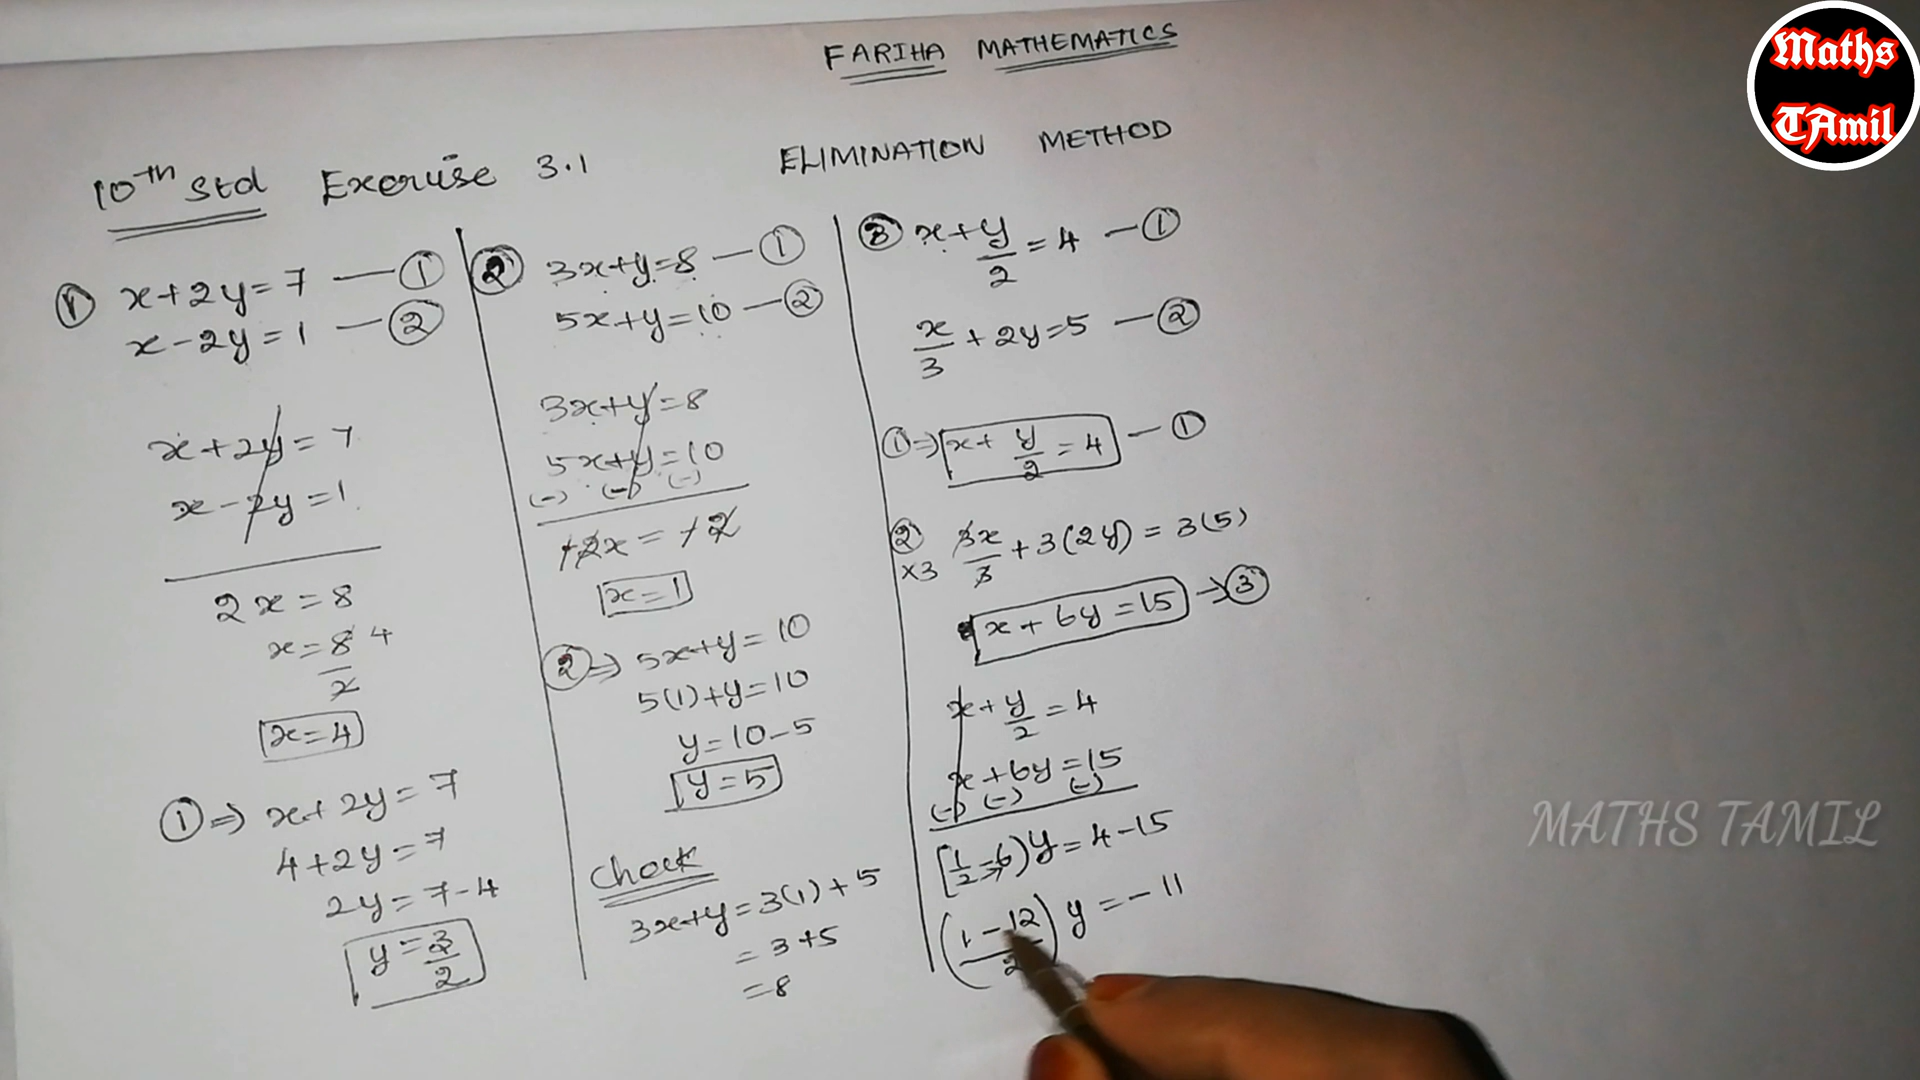 FARIHA MATHEMATICS
Maths
TAmil
10th Std Exercise 3.1 ELIMINATION METHOD
① x+2y=7 — ①
x-2y=1 — ②
x+2y=7
x-2y=1
2x=8
x=8/2 4
x=4
①⇒ x+2y=7
4+2y=7
2y=7-4
y=3/2
② 3x+y=8 — ①
5x+y=10 — ②
3x+y=8
5x+y=10
(-) (-) (-)
+2x=+2
x=1
②⇒ 5x+y=10
5(1)+y=10
y=10-5
y=5
Check
3x+y=3(1)+5
=3+5
=8
③ x+y/2=4 — ①
x/3+2y=5 — ②
①⇒ x+y/2=4 — ①
② ×3 3x/3+3(2y)=3(5)
x+6y=15 → ③
x+y/2=4
x+6y=15
(-) (-) (-)
[1/2-6)y=4-15
(1-12/2)y=-11
MATHS TAMIL